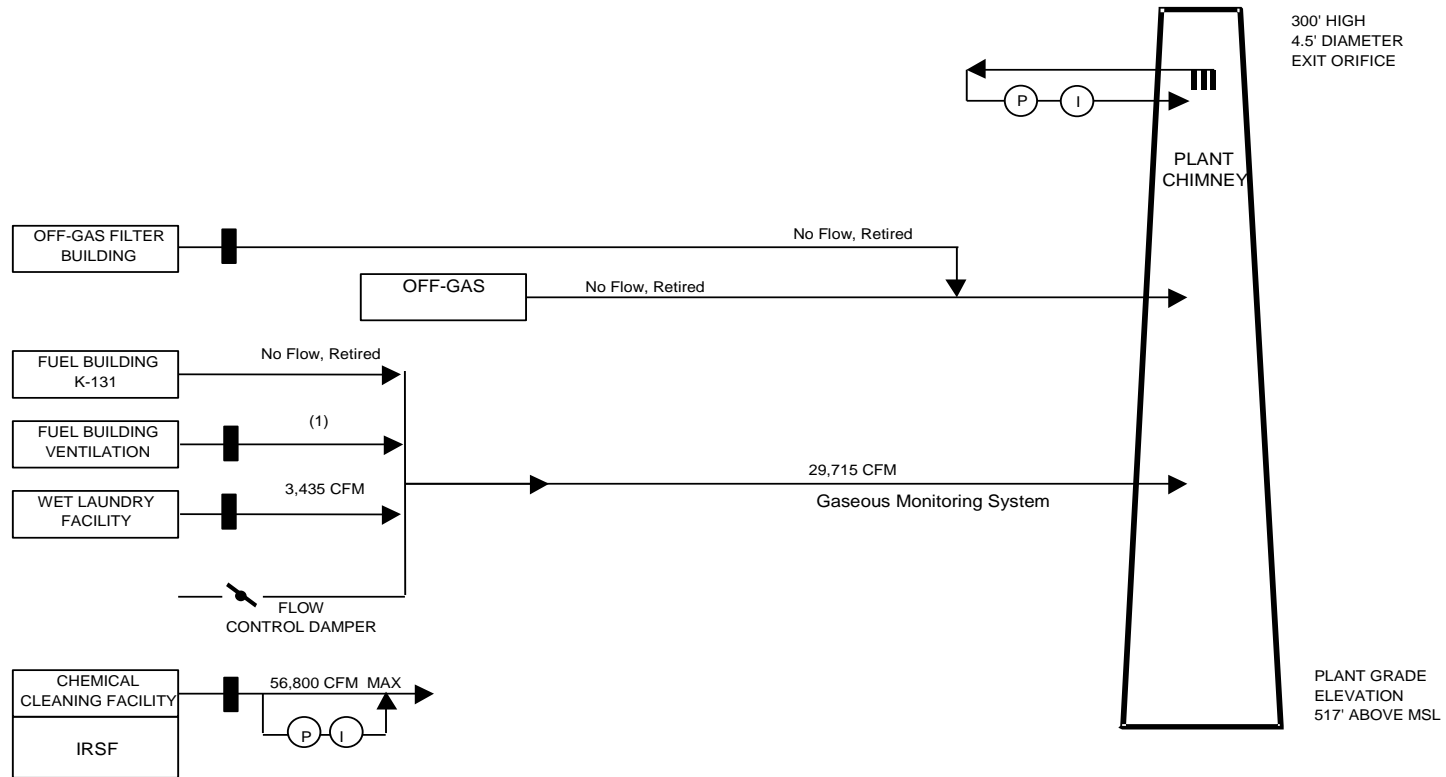 300' HIGH
4.5' DIAMETER
EXIT ORIFICE
P
I
PLANT
CHIMNEY
OFF-GAS FILTER
BUILDING
No Flow, Retired
OFF-GAS
No Flow, Retired
FUEL BUILDING
K-131
No Flow, Retired
FUEL BUILDING
VENTILATION
(1)
WET LAUNDRY
FACILITY
3,435 CFM
29,715 CFM
Gaseous Monitoring System
FLOW
CONTROL DAMPER
CHEMICAL
CLEANING FACILITY
IRSF
56,800 CFM MAX
P
I
PLANT GRADE
ELEVATION
517' ABOVE MSL